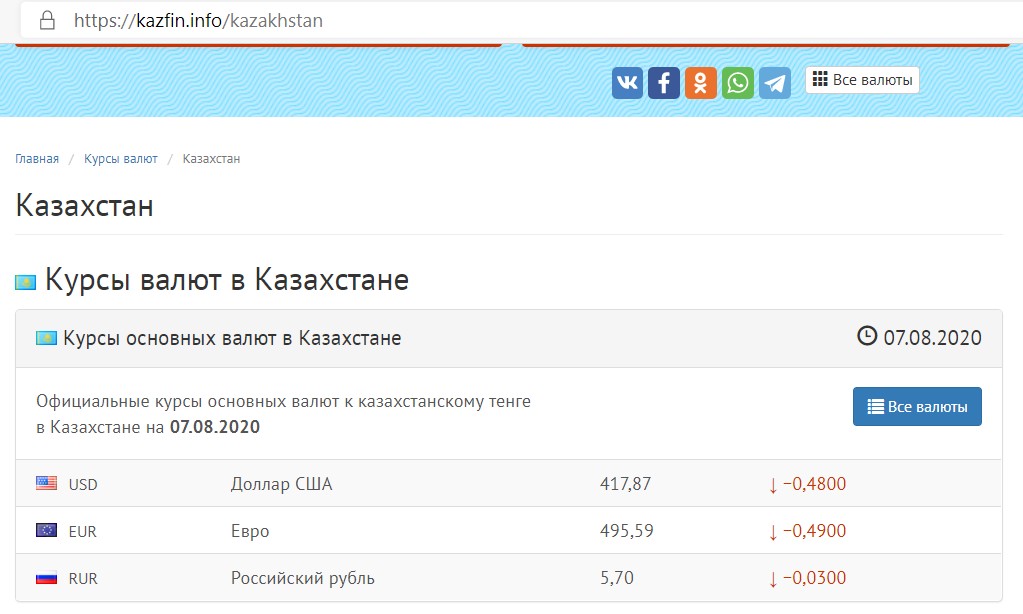 https://kazfin.info/kazakhstan
Все валюты
Главная / Курсы валют / Казахстан
Казахстан
Курсы валют в Казахстане
Курсы основных валют в Казахстане 07.08.2020
Официальные курсы основных валют к казахстанскому тенге
в Казахстане на 07.08.2020
Все валюты
USD Доллар США 417,87 ↓ −0,4800
EUR Евро 495,59 ↓ −0,4900
RUR Российский рубль 5,70 ↓ −0,0300